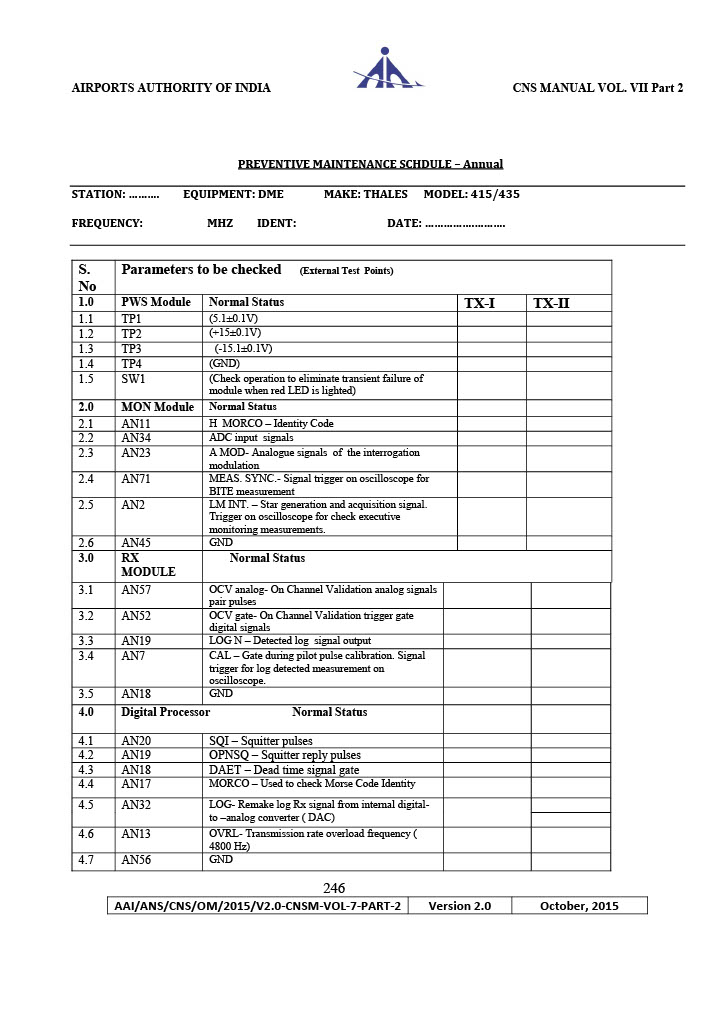 AIRPORTS AUTHORITY OF INDIA CNS MANUAL VOL. VII Part 2
PREVENTIVE MAINTENANCE SCHDULE – Annual
STATION: ………. EQUIPMENT: DME MAKE: THALES MODEL: 415/435
FREQUENCY: MHZ IDENT: DATE: …………………….
S. No Parameters to be checked (External Test Points)
1.0 PWS Module Normal Status TX-I TX-II
1.1 TP1 (5.1±0.1V)
1.2 TP2 (+15±0.1V)
1.3 TP3 (-15.1±0.1V)
1.4 TP4 (GND)
1.5 SW1 (Check operation to eliminate transient failure of
module when red LED is lighted)
2.0 MON Module Normal Status
2.1 AN11 H MORCO – Identity Code
2.2 AN34 ADC input signals
2.3 AN23 A MOD- Analogue signals of the interrogation
modulation
2.4 AN71 MEAS. SYNC.- Signal trigger on oscilloscope for
BITE measurement
2.5 AN2 LM INT. – Star generation and acquisition signal.
Trigger on oscilloscope for check executive
monitoring measurements.
2.6 AN45 GND
3.0 RX MODULE Normal Status
3.1 AN57 OCV analog- On Channel Validation analog signals
pair pulses
3.2 AN52 OCV gate- On Channel Validation trigger gate
digital signals
3.3 AN19 LOG N – Detected log signal output
3.4 AN7 CAL – Gate during pilot pulse calibration. Signal
trigger for log detected measurement on
oscilloscope.
3.5 AN18 GND
4.0 Digital Processor Normal Status
4.1 AN20 SQI – Squitter pulses
4.2 AN19 OPNSQ – Squitter reply pulses
4.3 AN18 DAET – Dead time signal gate
4.4 AN17 MORCO – Used to check Morse Code Identity
4.5 AN32 LOG- Remake log Rx signal from internal digital-
to –analog converter ( DAC)
4.6 AN13 OVRL- Transmission rate overload frequency (
4800 Hz)
4.7 AN56 GND
246
AAI/ANS/CNS/OM/2015/V2.0-CNSM-VOL-7-PART-2 Version 2.0 October, 2015